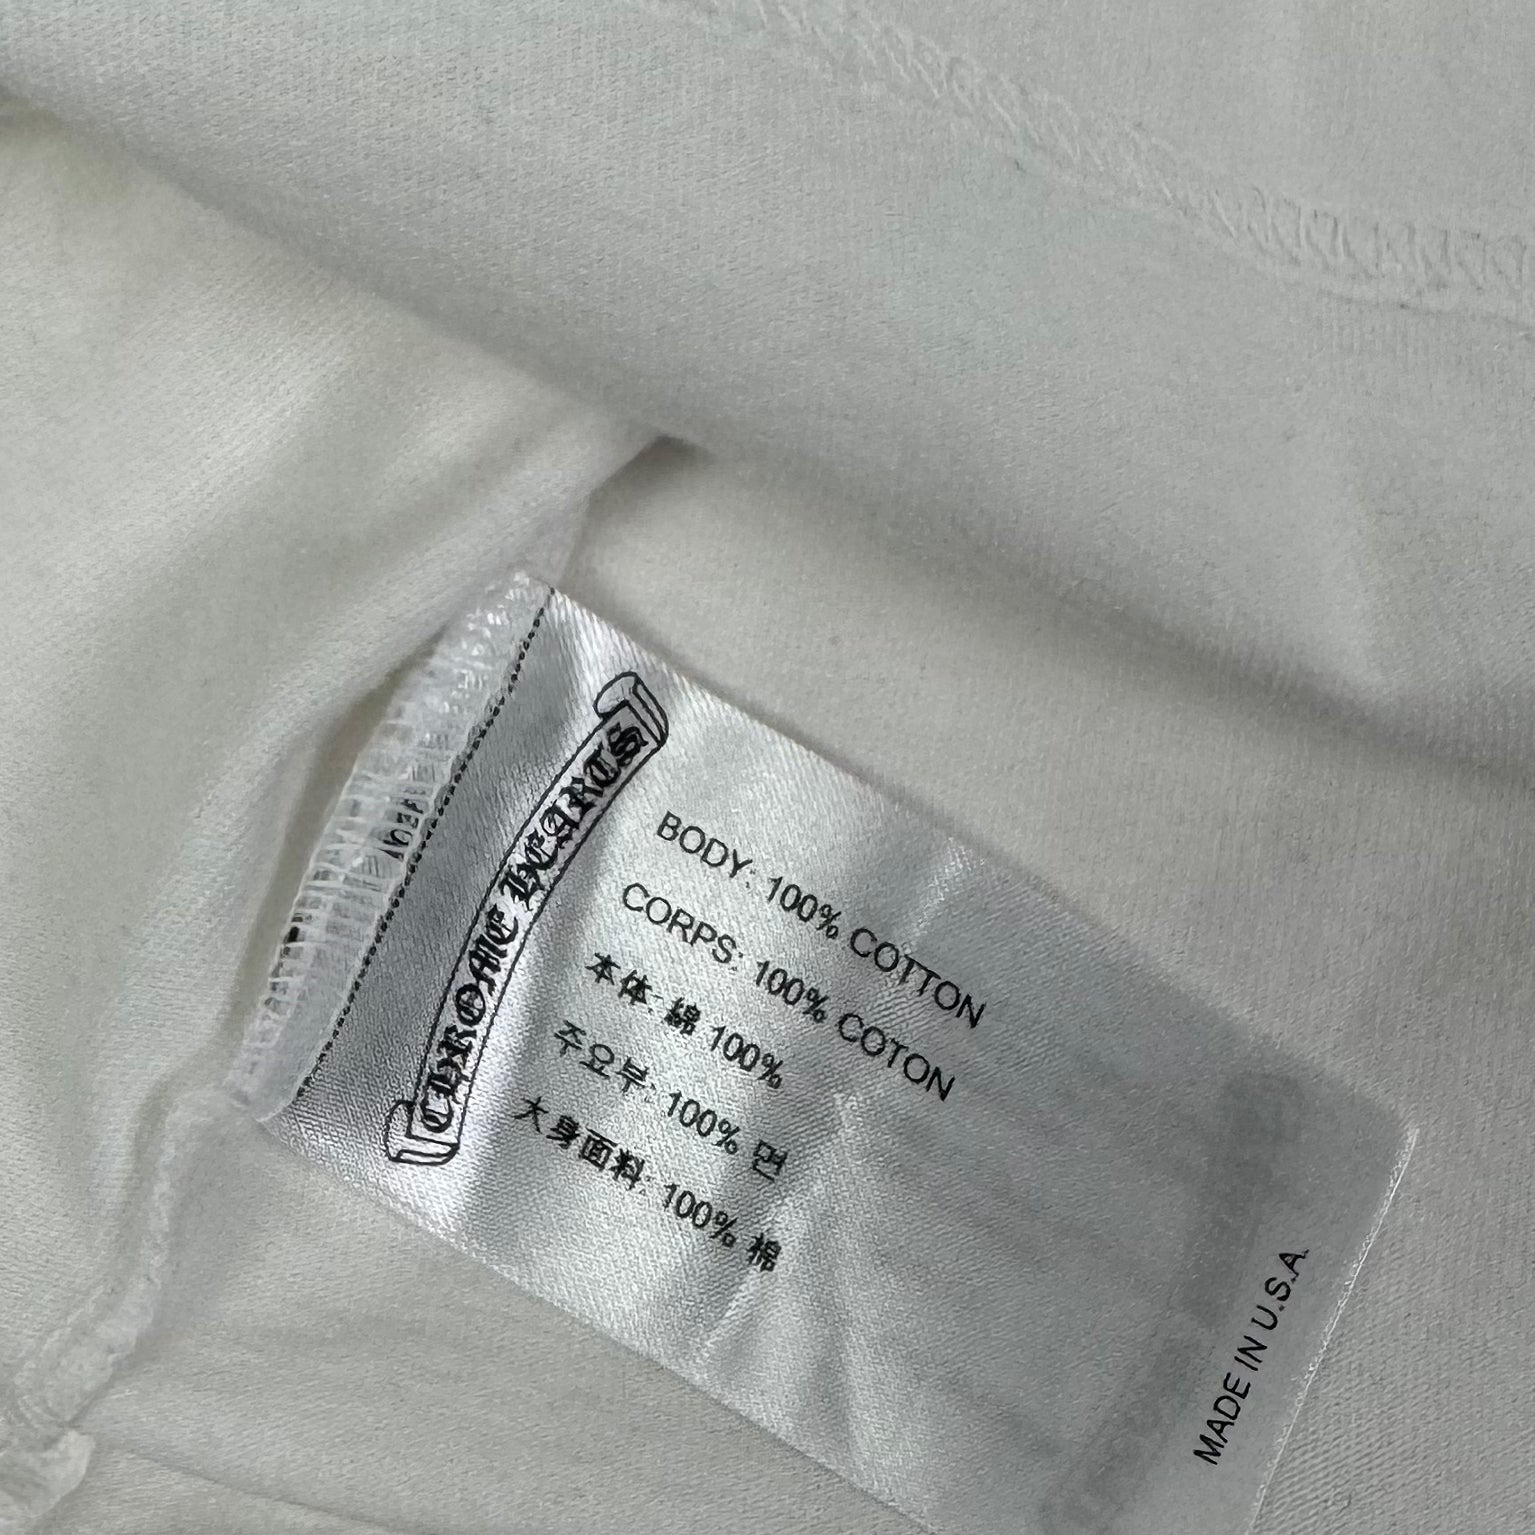 CHROME HEARTS
BODY: 100% COTTON
CORPS: 100% COTON
本体: 綿 100%
주요부: 100% 면
大身面料: 100% 棉
MADE IN U.S.A.